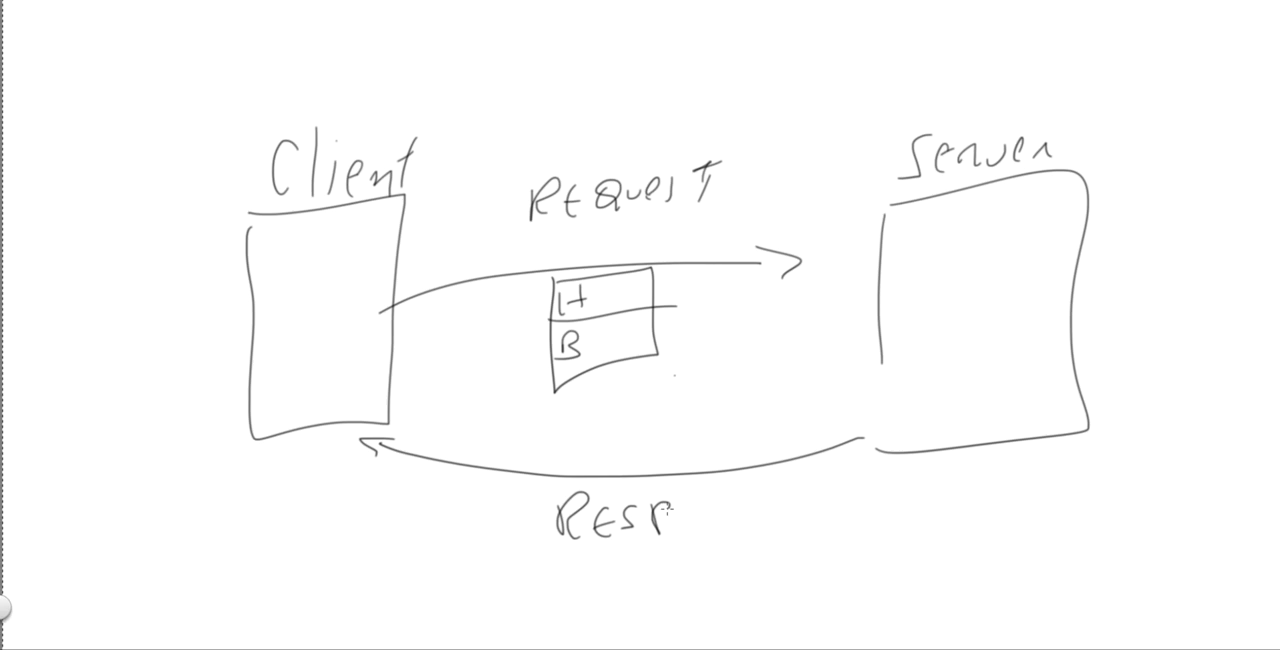 Client
Server
REQUEST
H
B
RESP